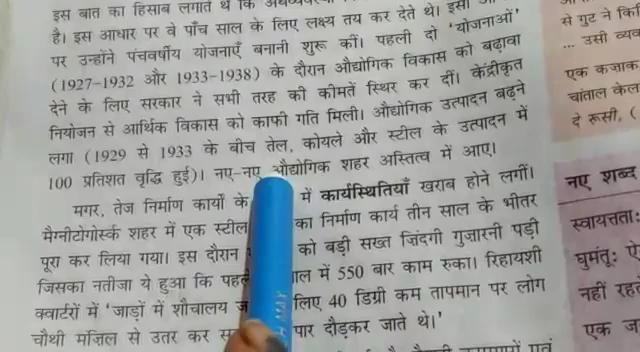 इस बात का हिसाब लगाते थे कि
है। इस आधार पर वे पाँच साल के लिए लक्ष्य तय कर देते थे। इसी
पर उन्होंने पंचवर्षीय योजनाएँ बनानी शुरू कीं। पहली दो 'योजनाओं'
(1927-1932 और 1933-1938) के दौरान औद्योगिक विकास को बढ़ावा
देने के लिए सरकार ने सभी तरह की कीमतें स्थिर कर दीं। केंद्रीकृत
नियोजन से आर्थिक विकास को काफी गति मिली। औद्योगिक उत्पादन बढ़ने
लगा (1929 से 1933 के बीच तेल, कोयले और स्टील के उत्पादन में
100 प्रतिशत वृद्धि हुई)। नए-नए औद्योगिक शहर अस्तित्व में आए।
मगर, तेज निर्माण कार्यों के में कार्यस्थितियाँ खराब होने लगीं।
मैग्नीटोगोर्स्क शहर में एक स्टील का निर्माण कार्य तीन साल के भीतर
पूरा कर लिया गया। इस दौरान को बड़ी सख्त ज़िंदगी गुज़ारनी पड़ी
जिसका नतीजा ये हुआ कि पहले में 550 बार काम रुका। रिहायशी
क्वार्टरों में 'जाड़ों में शौचालय लिए 40 डिग्री कम तापमान पर लोग
चौथी मंज़िल से उतर कर पार दौड़कर जाते थे।'
से गुट ने
... उसी
एक कजाक
चांताल
दे रूसी, (
नए शब्द
स्वायत्तता:
घुमंतू:
नहीं
एक